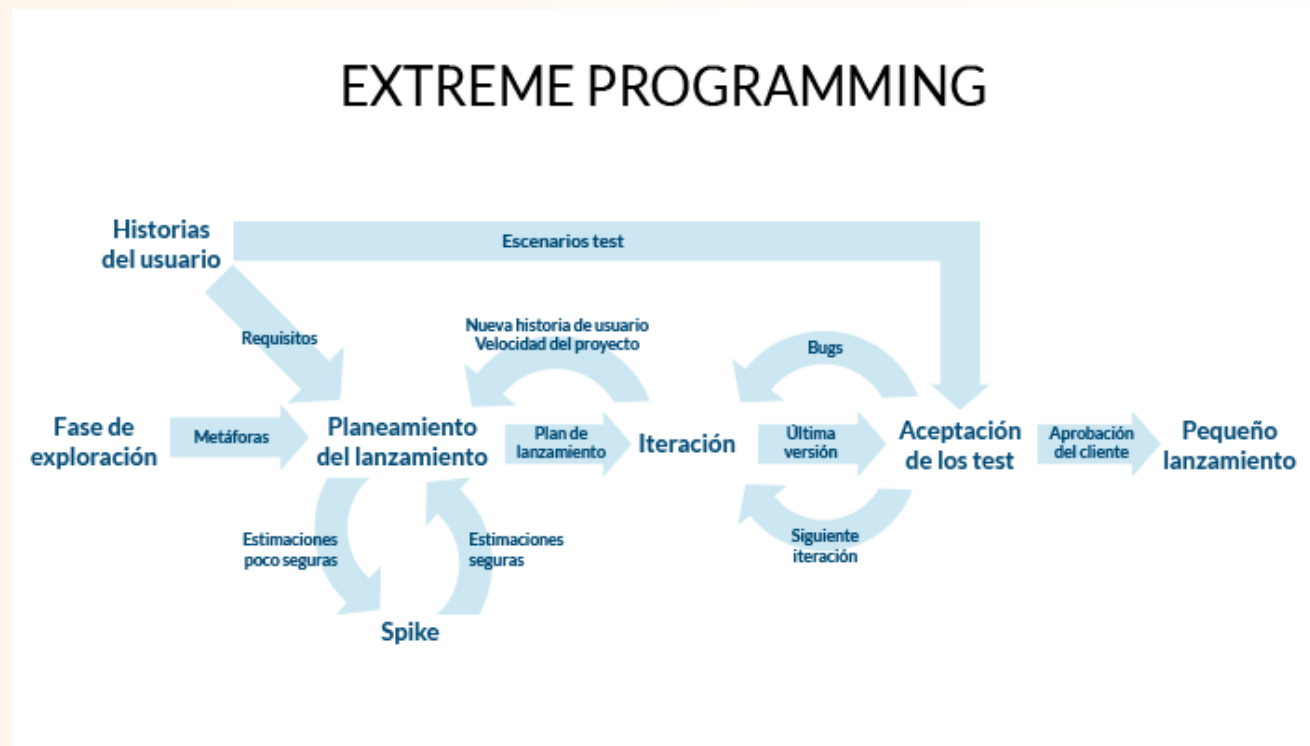 EXTREME PROGRAMMING
Historias
del usuario
Escenarios test
Requisitos
Nueva historia de usuario
Velocidad del proyecto
Bugs
Fase de
exploración
Metáforas
Planeamiento
del lanzamiento
Plan de
lanzamiento
Iteración
Última
versión
Aceptación
de los test
Aprobación
del cliente
Pequeño
lanzamiento
Estimaciones
poco seguras
Estimaciones
seguras
Siguiente
iteración
Spike